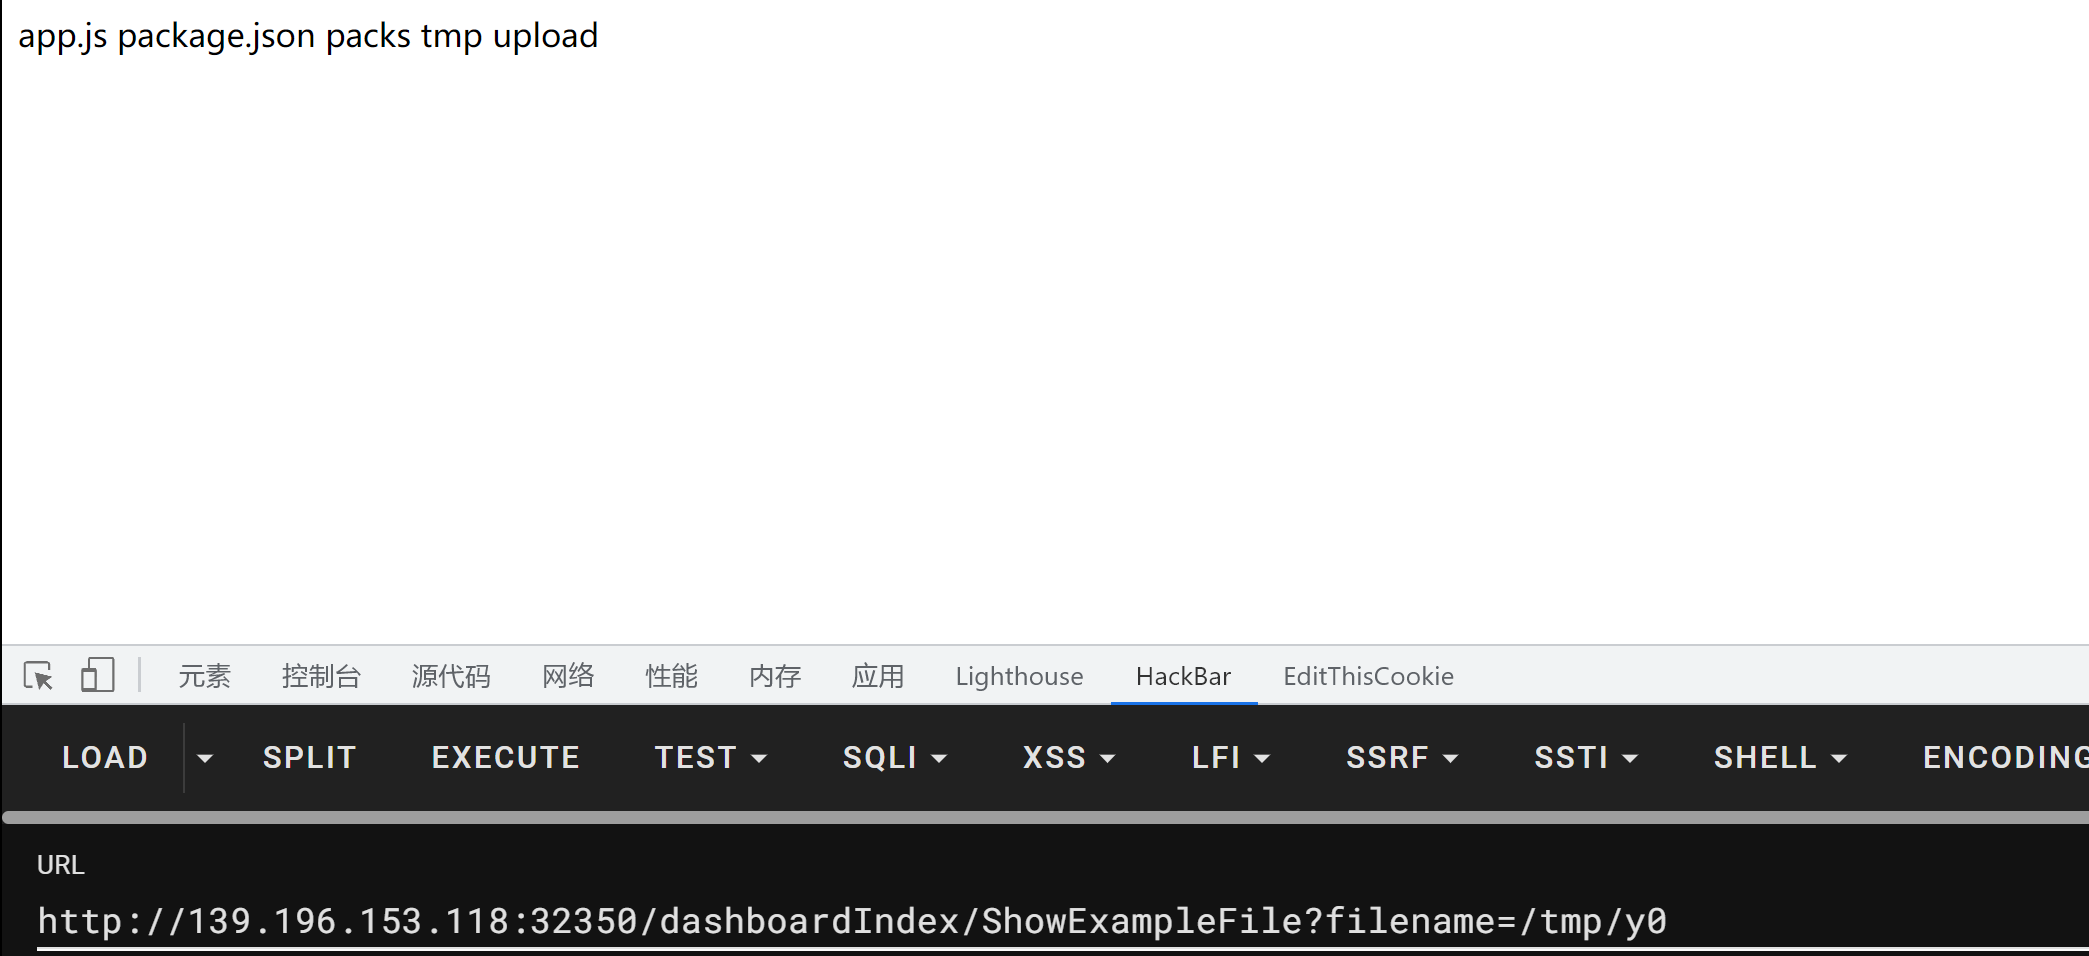 app.js package.json packs tmp upload
元素 控制台 源代码 网络 性能 内存 应用 Lighthouse HackBar EditThisCookie
LOAD SPLIT EXECUTE TEST SQLI XSS LFI SSRF SSTI SHELL ENCODING
URL
http://139.196.153.118:32350/dashboardIndex/ShowExampleFile?filename=/tmp/y0